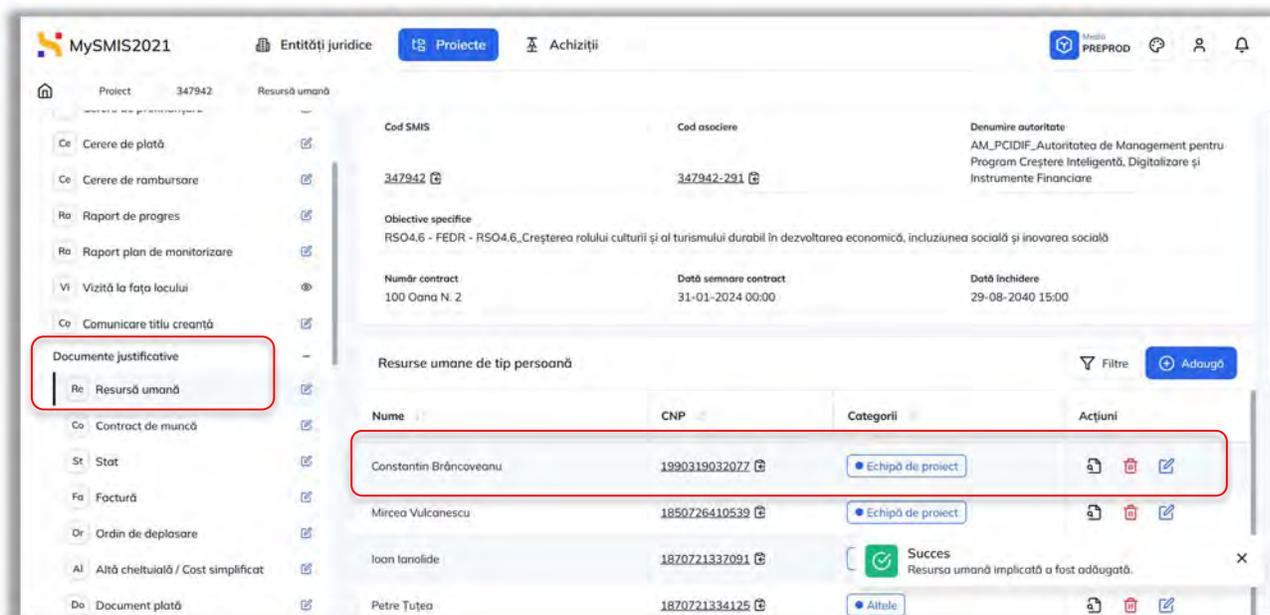 MySMIS2021
Entități juridice
Proiecte
Achiziții
Mediu
PREPROD
Proiect 347942 Resursă umană
Ce Cerere de plată
Ce Cerere de rambursare
Ra Raport de progres
Ra Raport plan de monitorizare
Vi Vizită la fața locului
Co Comunicare titlu creanță
Documente justificative
Re Resursă umană
Co Contract de muncă
St Stat
Fa Factură
Or Ordin de deplasare
Al Altă cheltuială / Cost simplificat
Do Document plată
Cod SMIS
347942
Cod asociere
347942-291
Denumire autoritate
AM_PCIDIF_Autoritatea de Management pentru
Program Creștere Inteligentă, Digitalizare și
Instrumente Financiare
Obiective specifice
RSO4.6 - FEDR - RSO4.6_Creșterea rolului culturii și al turismului durabil în dezvoltarea economică, incluziunea socială și inovarea socială
Număr contract
100 Oana N. 2
Dată semnare contract
31-01-2024 00:00
Dată închidere
29-08-2040 15:00
Resurse umane de tip persoană
Filtre
Adaugă
Nume CNP Categorii Acțiuni
Constantin Brâncoveanu 1990319032077 Echipă de proiect
Mircea Vulcanescu 1850726410539 Echipă de proiect
Ioan Ianolide 1870721337091
Succes
Resursa umană implicată a fost adăugată.
Petre Țuțea 1870721334125 Altele